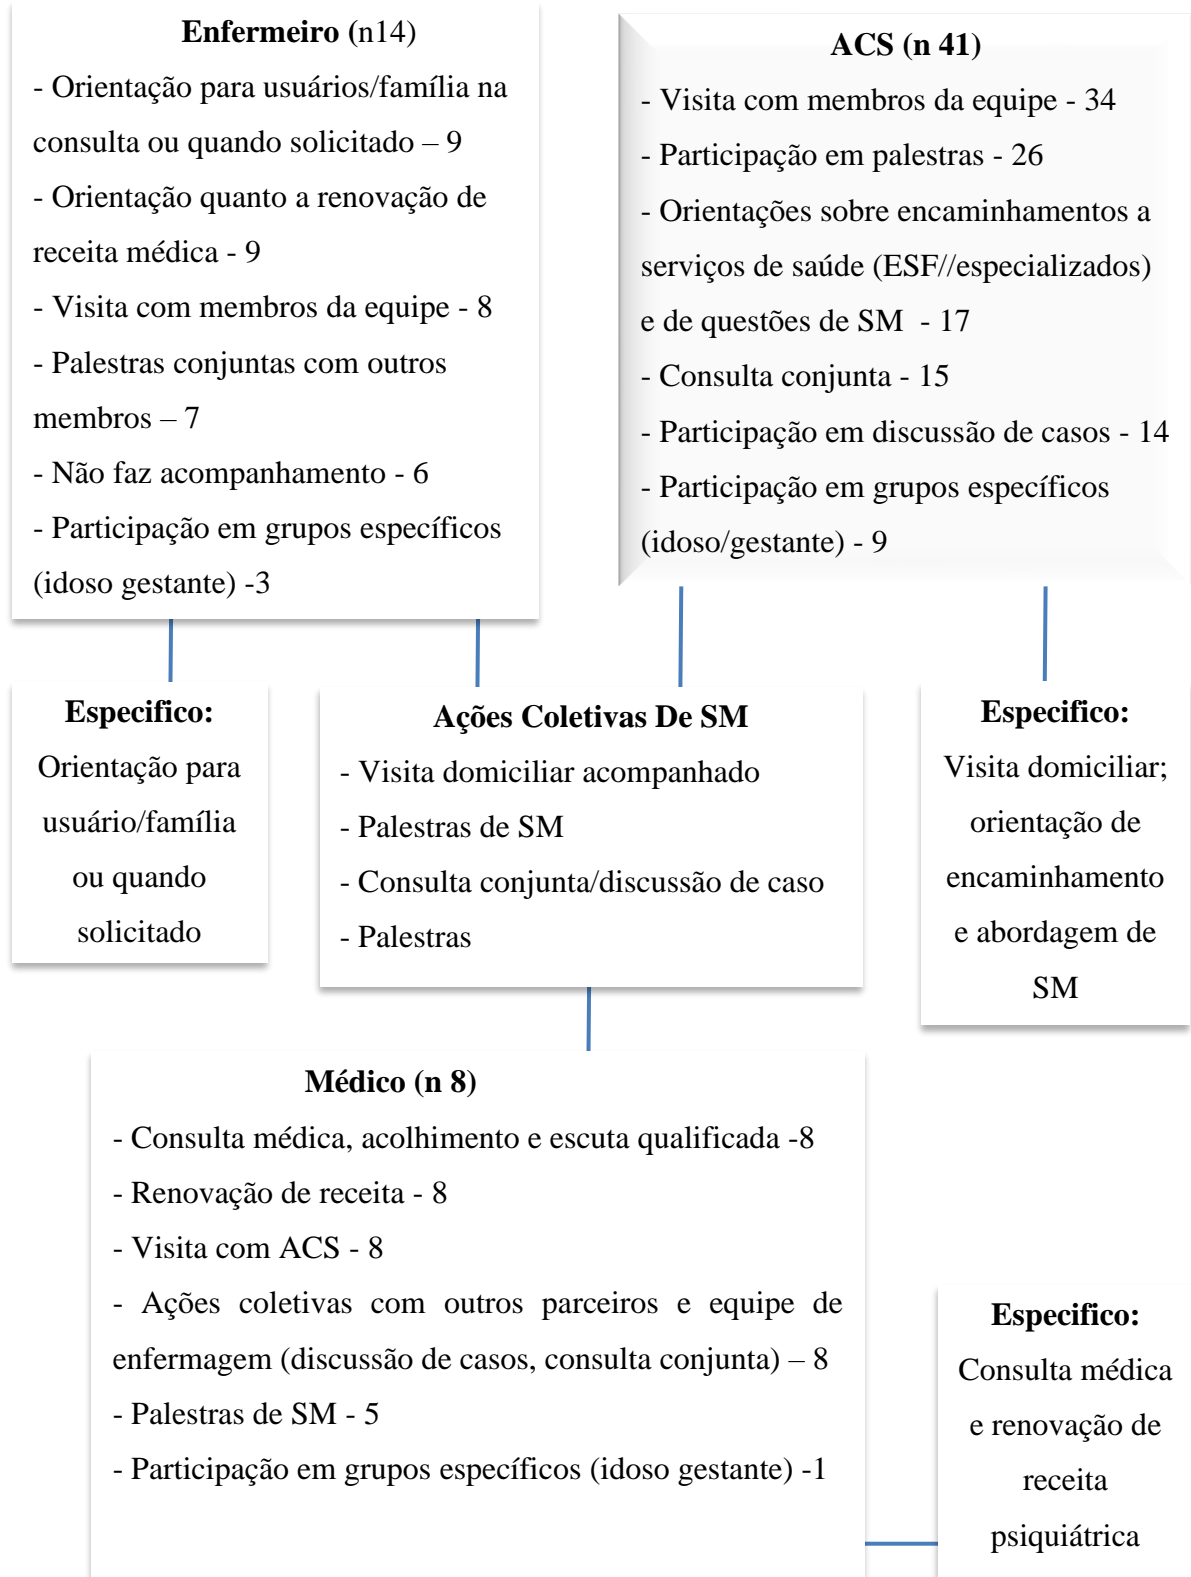 Enfermeiro (n14)
- Orientação para usuários/família na
consulta ou quando solicitado – 9
- Orientação quanto a renovação de
receita médica - 9
- Visita com membros da equipe - 8
- Palestras conjuntas com outros
membros – 7
- Não faz acompanhamento - 6
- Participação em grupos específicos
(idoso gestante) -3
ACS (n 41)
- Visita com membros da equipe - 34
- Participação em palestras - 26
- Orientações sobre encaminhamentos a
serviços de saúde (ESF//especializados)
e de questões de SM - 17
- Consulta conjunta - 15
- Participação em discussão de casos - 14
- Participação em grupos específicos
(idoso/gestante) - 9
Especifico:
Orientação para
usuário/família
ou quando
solicitado
Ações Coletivas De SM
- Visita domiciliar acompanhado
- Palestras de SM
- Consulta conjunta/discussão de caso
- Palestras
Especifico:
Visita domiciliar;
orientação de
encaminhamento
e abordagem de
SM
Médico (n 8)
- Consulta médica, acolhimento e escuta qualificada -8
- Renovação de receita - 8
- Visita com ACS - 8
- Ações coletivas com outros parceiros e equipe de
enfermagem (discussão de casos, consulta conjunta) – 8
- Palestras de SM - 5
- Participação em grupos específicos (idoso gestante) -1
Especifico:
Consulta médica
e renovação de
receita
psiquiátrica